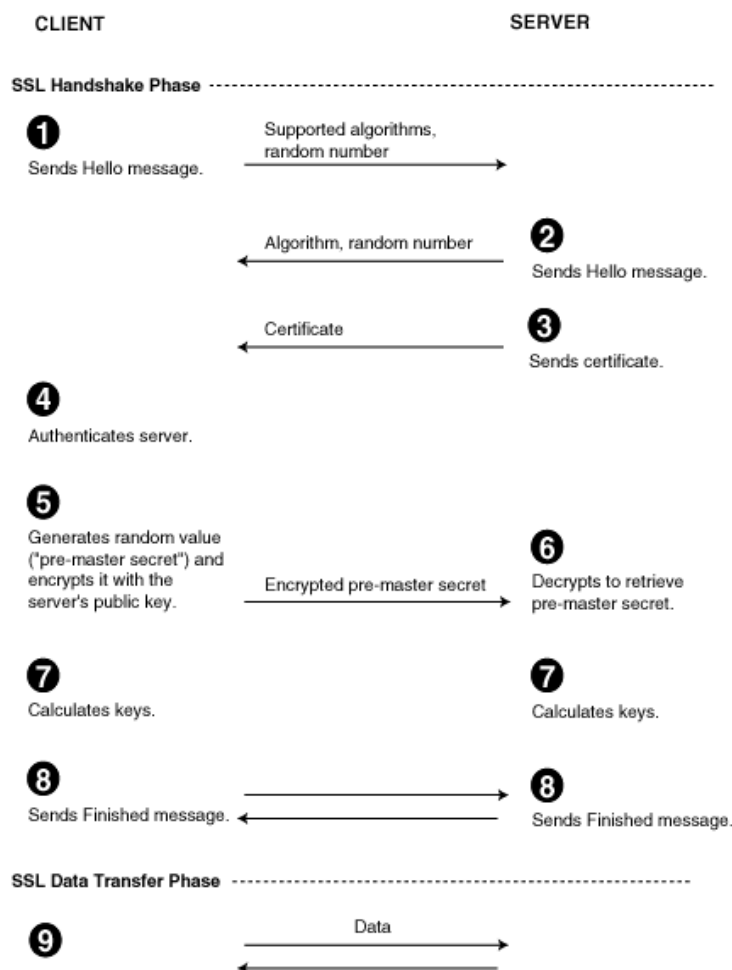 CLIENT
SERVER
SSL Handshake Phase
1
Sends Hello message.
Supported algorithms,
random number
Algorithm, random number
2
Sends Hello message.
Certificate
3
Sends certificate.
4
Authenticates server.
5
Generates random value
("pre-master secret") and
encrypts it with the
server's public key.
Encrypted pre-master secret
6
Decrypts to retrieve
pre-master secret.
7
Calculates keys.
7
Calculates keys.
8
Sends Finished message.
8
Sends Finished message.
SSL Data Transfer Phase
9
Data